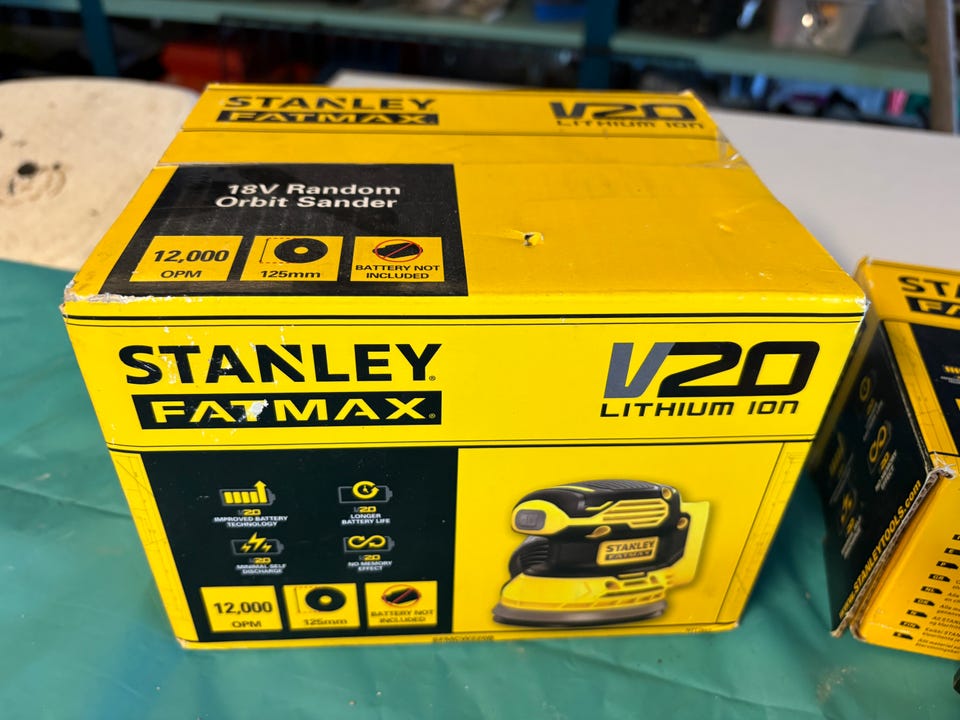 STANLEY
FATMAX
V20
LITHIUM ION
18V Random
Orbit Sander
12,000
OPM
125mm
BATTERY NOT
INCLUDED
STANLEY
FATMAX
V20
LITHIUM ION
V20
IMPROVED BATTERY
TECHNOLOGY
V20
LONGER
BATTERY LIFE
V20
MINIMAL SELF
DISCHARGE
V20
NO MEMORY
EFFECT
12,000
OPM
125mm
BATTERY NOT
INCLUDED
STANLEY
FATMAX
WWW.STANLEYTOOLS.com